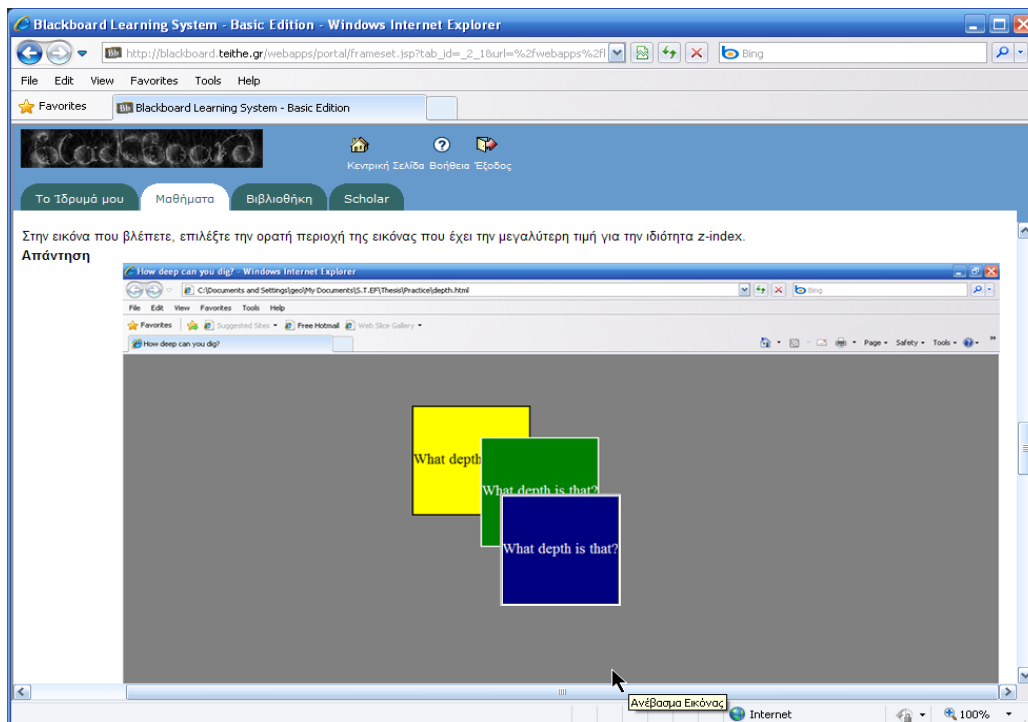 Blackboard Learning System - Basic Edition - Windows Internet Explorer
http://blackboard.teithe.gr/webapps/portal/frameset.jsp?tab_id=_2_1&url=%2fwebapps%2fl
Bing
File Edit View Favorites Tools Help
Favorites
Blackboard Learning System - Basic Edition
blackboard
Κεντρική Σελίδα Βοήθεια Έξοδος
Το Ίδρυμά μου Μαθήματα Βιβλιοθήκη Scholar
Στην εικόνα που βλέπετε, επιλέξτε την ορατή περιοχή της εικόνας που έχει την μεγαλύτερη τιμή για την ιδιότητα z-index.
Απάντηση
How deep can you dig? - Windows Internet Explorer
C:\Documents and Settings\geo\My Documents\S.T.EF\Thesis\Practice\depth.html
Bing
File Edit View Favorites Tools Help
Favorites Suggested Sites Free Hotmail Web Slice Gallery
How deep can you dig?
Page Safety Tools
What depth
What depth is that?
What depth is that?
Ανέβασμα Εικόνας
Internet
100%